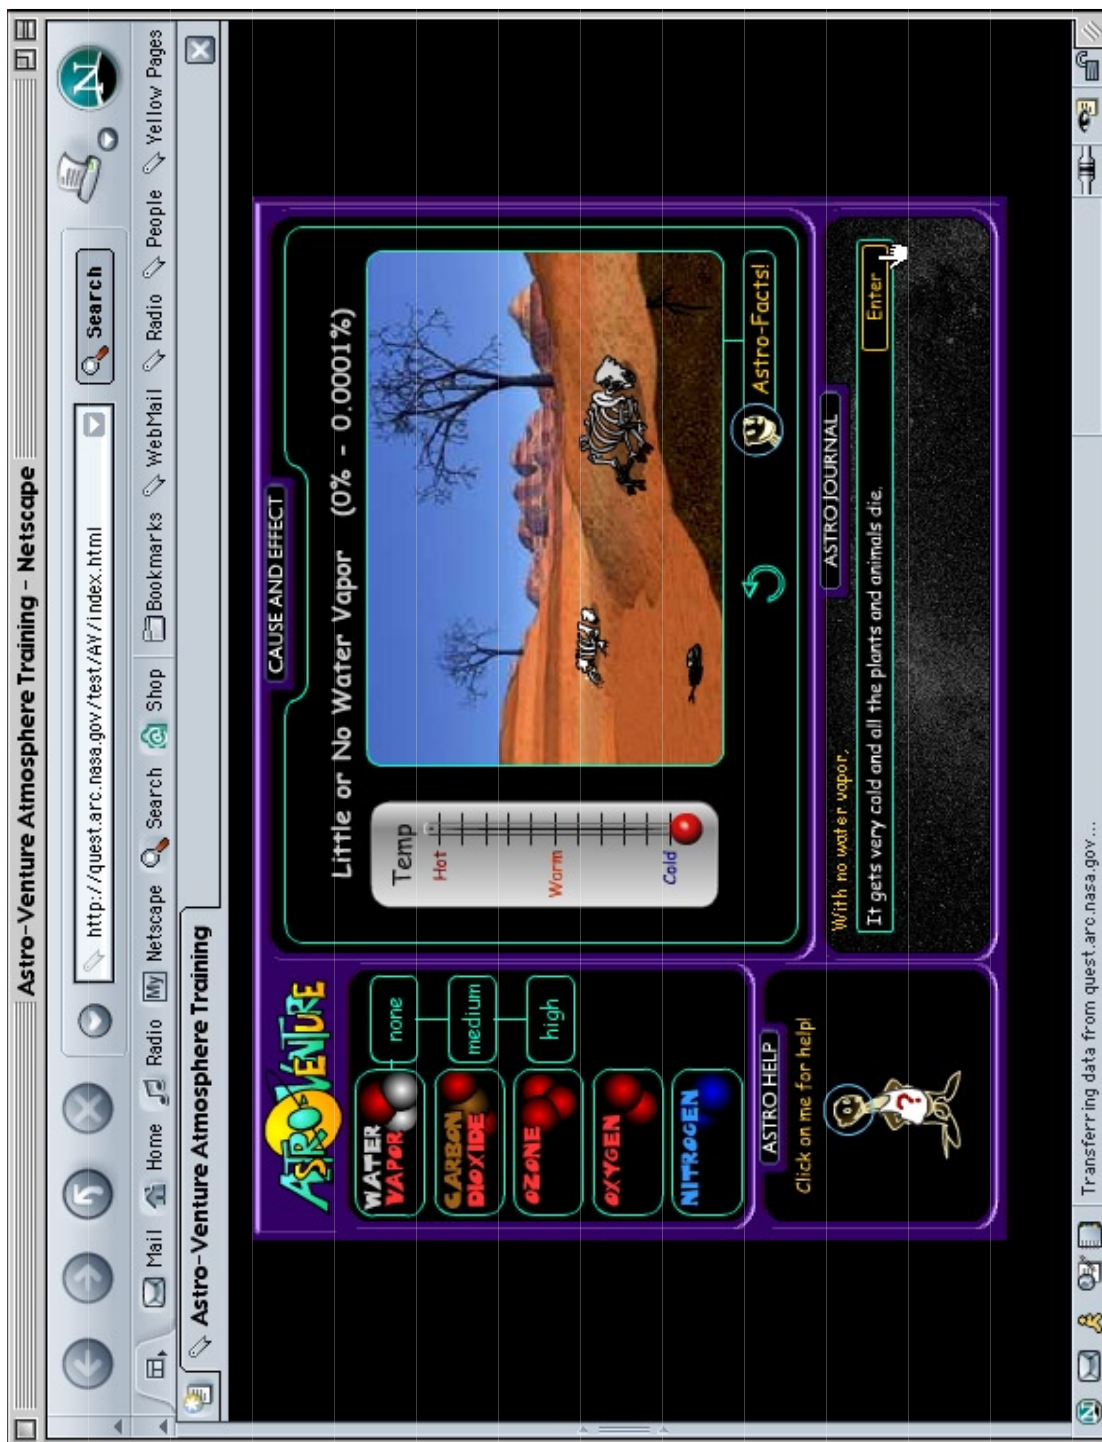 Astro-Venture Atmosphere Training - Netscape
http://quest.arc.nasa.gov/test/AV/index.html
Search
N
Mail
Home
Radio
My Netscape
Search
Shop
Bookmarks
WebMail
Radio
People
Yellow Pages
Astro-Venture Atmosphere Training
ASTRO VENTURE
WATER VAPOR
none
CARBON DIOXIDE
medium
OZONE
high
OXYGEN
NITROGEN
CAUSE AND EFFECT
Little or No Water Vapor (0% - 0.0001%)
Temp
Hot
Warm
Cold
Astro-Facts!
ASTRO HELP
Click on me for help!
?
ASTRO JOURNAL
With no water vapor,
It gets very cold and all the plants and animals die.
Enter
Transferring data from quest.arc.nasa.gov...